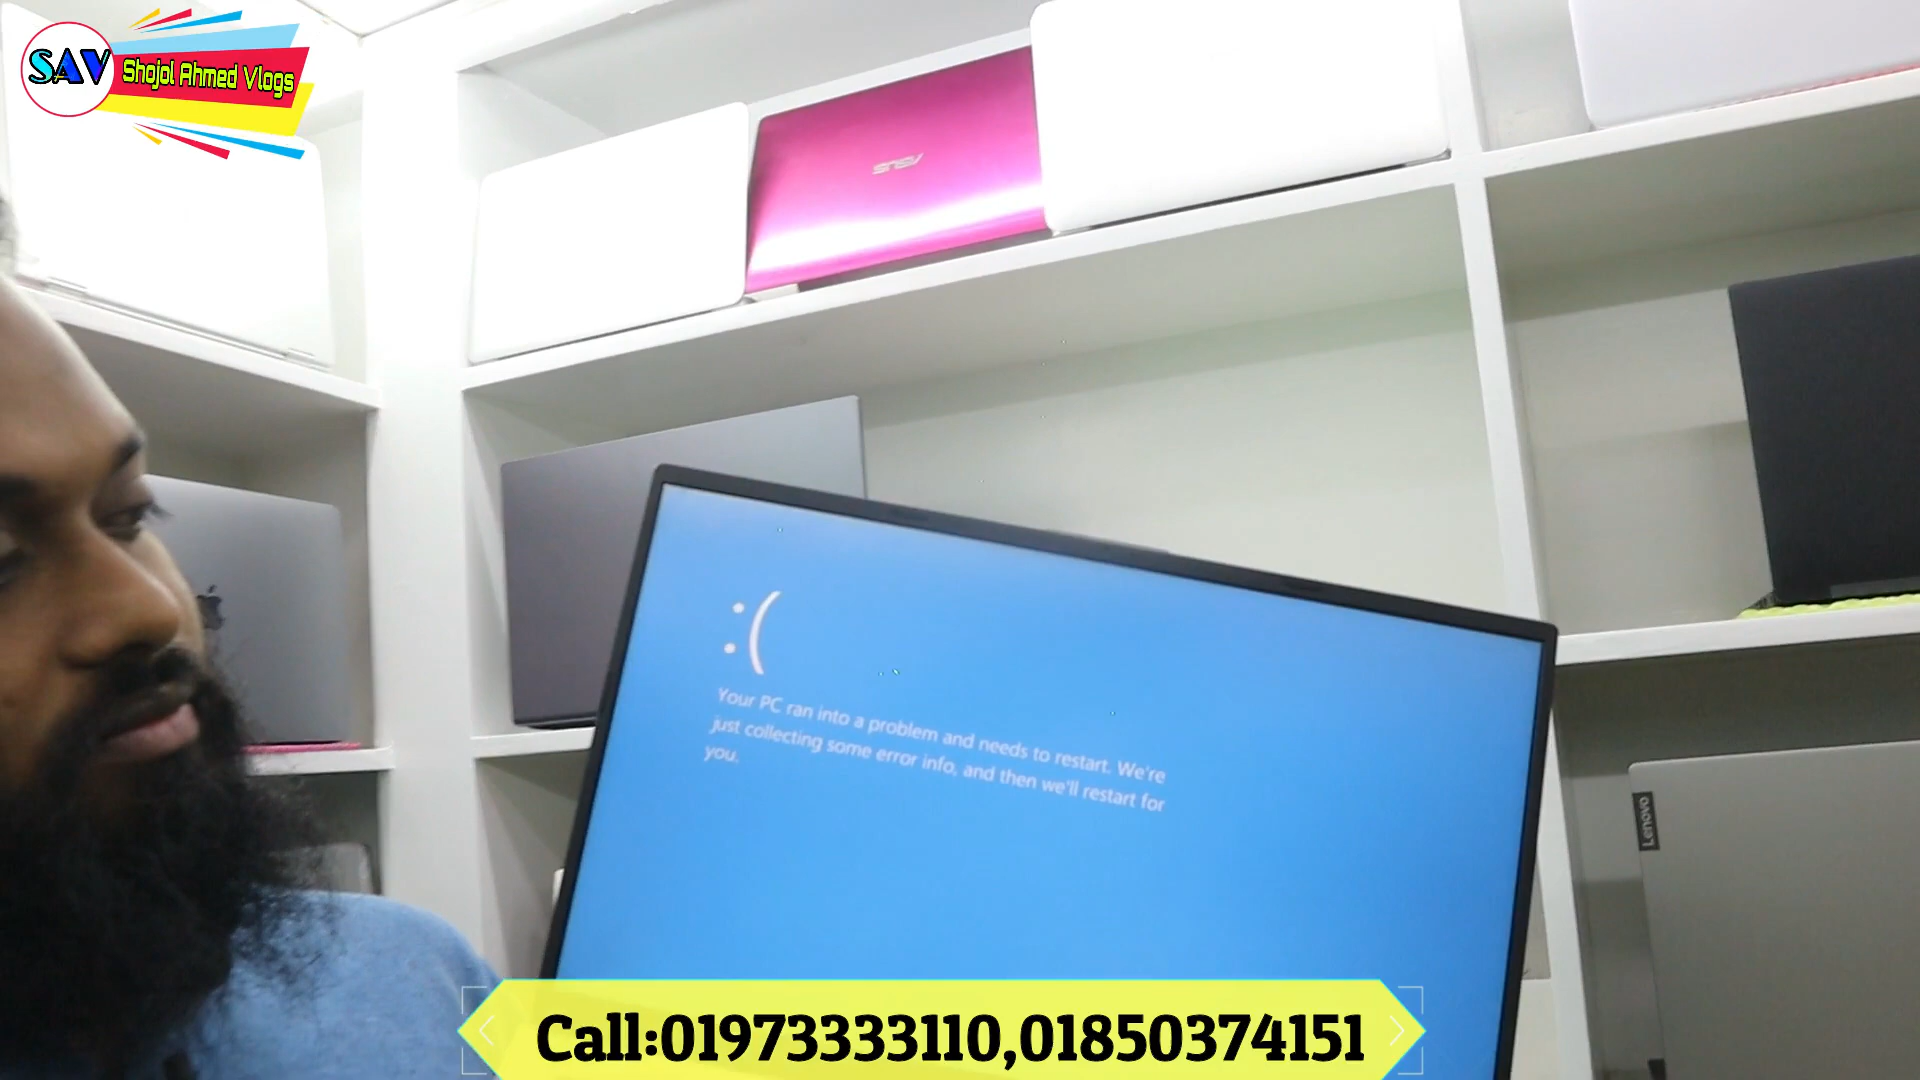 SAV
Shojol Ahmed Vlogs
ASUS
:(
Your PC ran into a problem and needs to restart. We're
just collecting some error info, and then we'll restart for
you.
Lenovo
Call:01973333110,01850374151